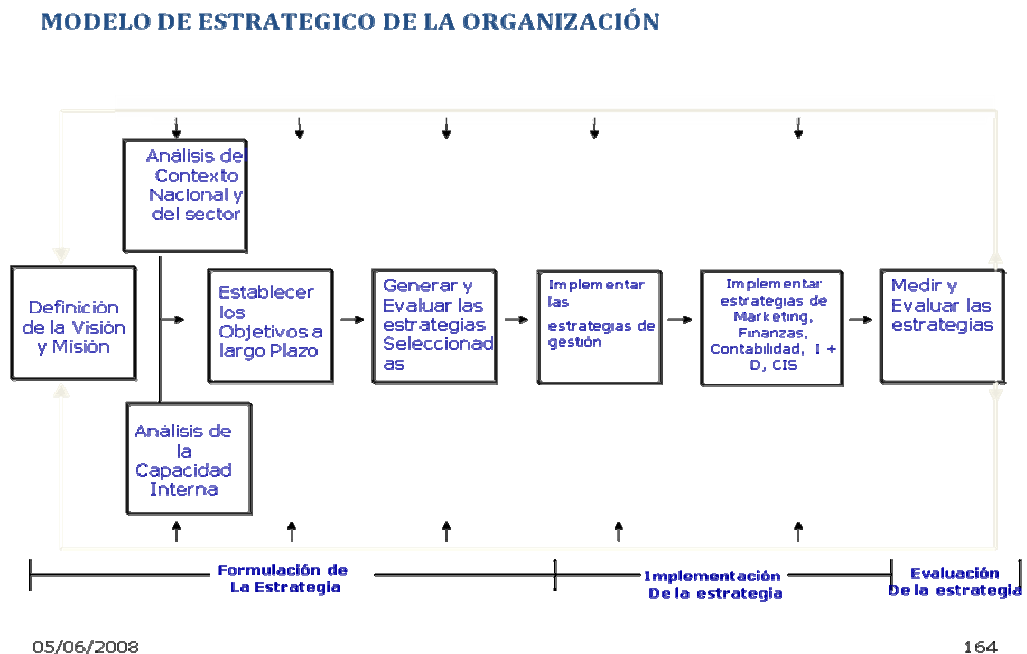 MODELO DE ESTRATEGICO DE LA ORGANIZACIÓN
Análisis del
Contexto
Nacional y
del sector
Definición
de la Visión
y Misión
Establecer
los
Objetivos a
largo Plazo
Generar y
Evaluar las
estrategias
Seleccionad
as
Implementar
las
estrategias de
gestión
Implementar
estrategias de
Marketing,
Finanzas,
Contabilidad, I +
D, CIS
Medir y
Evaluar las
estrategias
Análisis de
la
Capacidad
Interna
Formulación de
La Estrategia
Implementación
De la estrategia
Evaluación
De la estrategia
05/06/2008
164